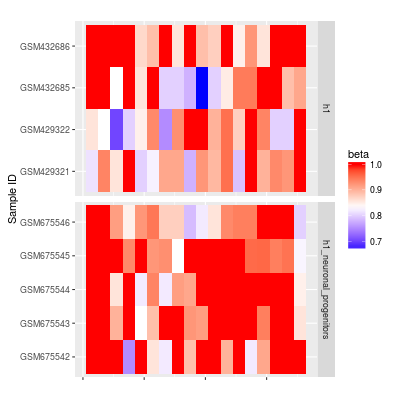 GSM432686
GSM432685
GSM429322
GSM429321
h1
GSM675546
GSM675545
GSM675544
GSM675543
GSM675542
h1_neuronal_progenitors
Sample ID
beta
1.0
0.9
0.8
0.7